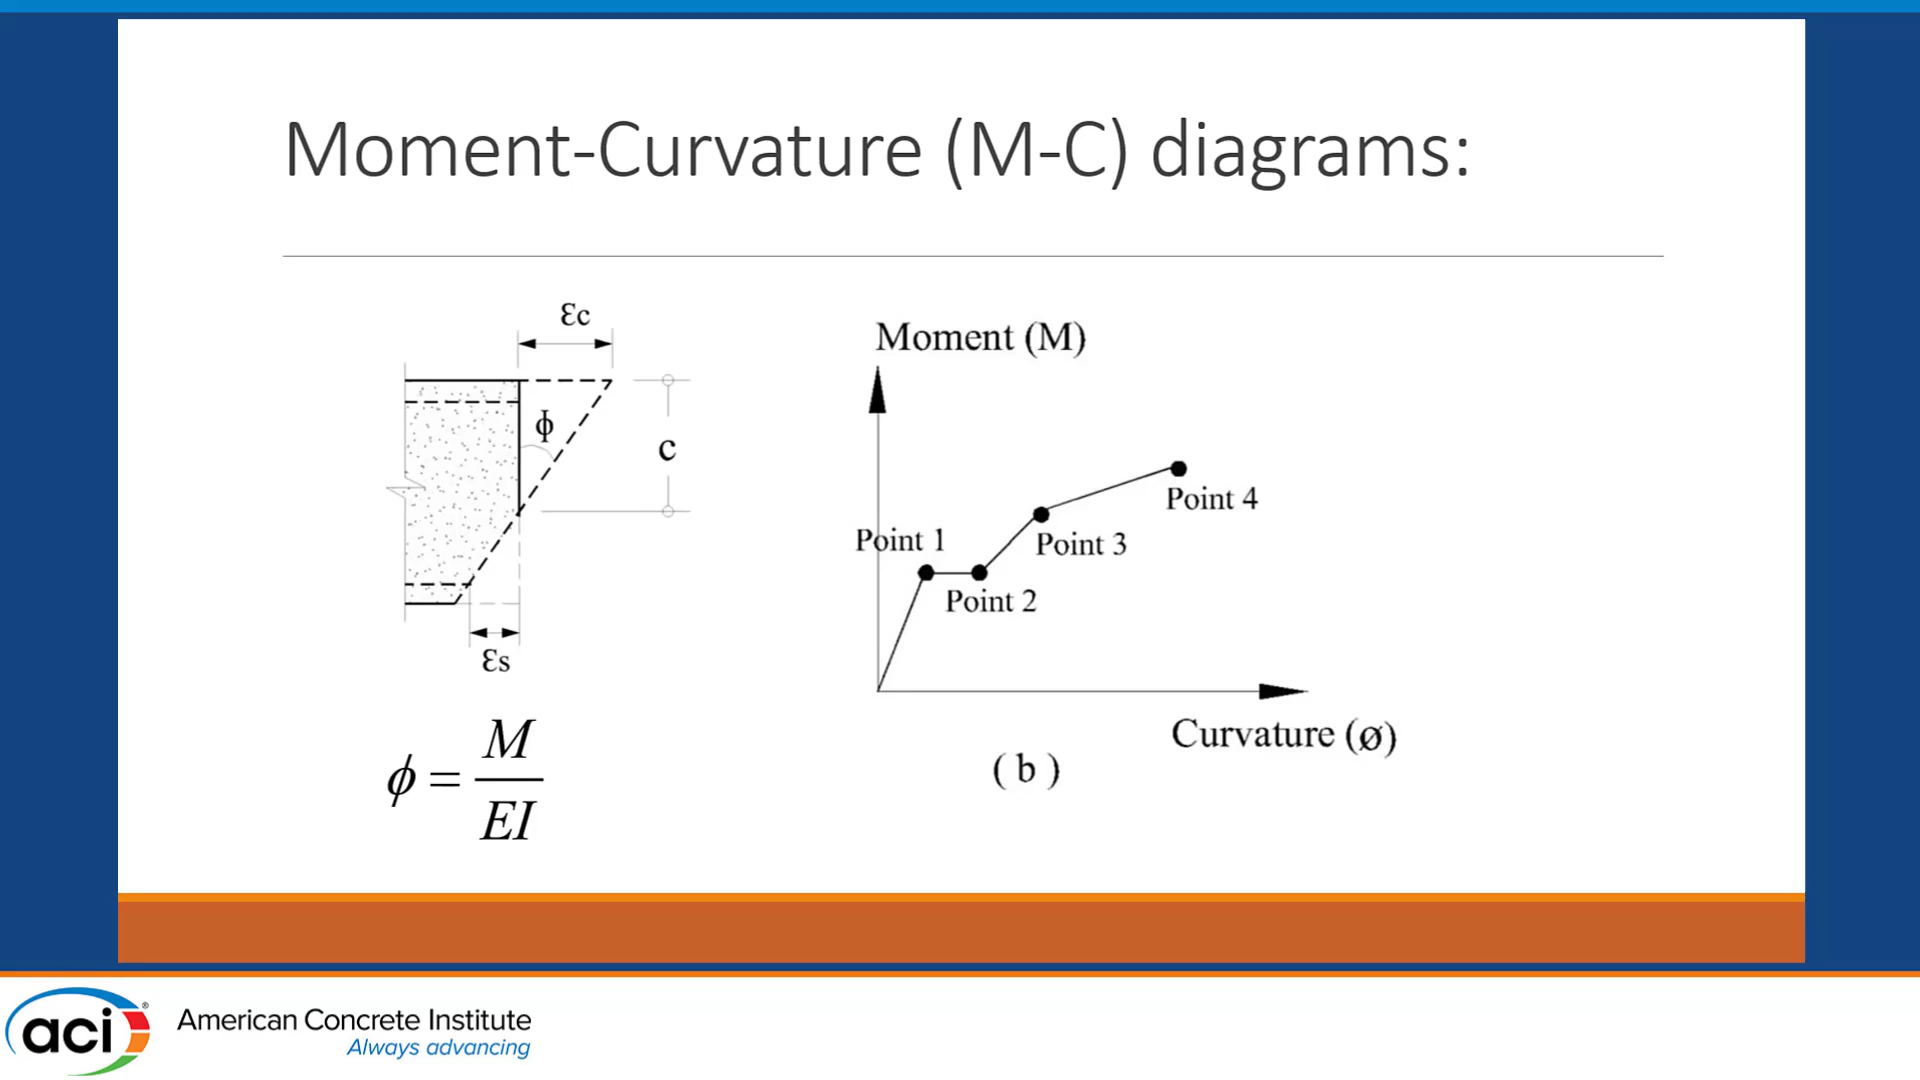 Moment-Curvature (M-C) diagrams:
Ɛc
ϕ
c
Ɛs
ϕ = M
EI
Moment (M)
Point 1
Point 2
Point 3
Point 4
Curvature (ø)
( b )
aci®
American Concrete Institute
Always advancing